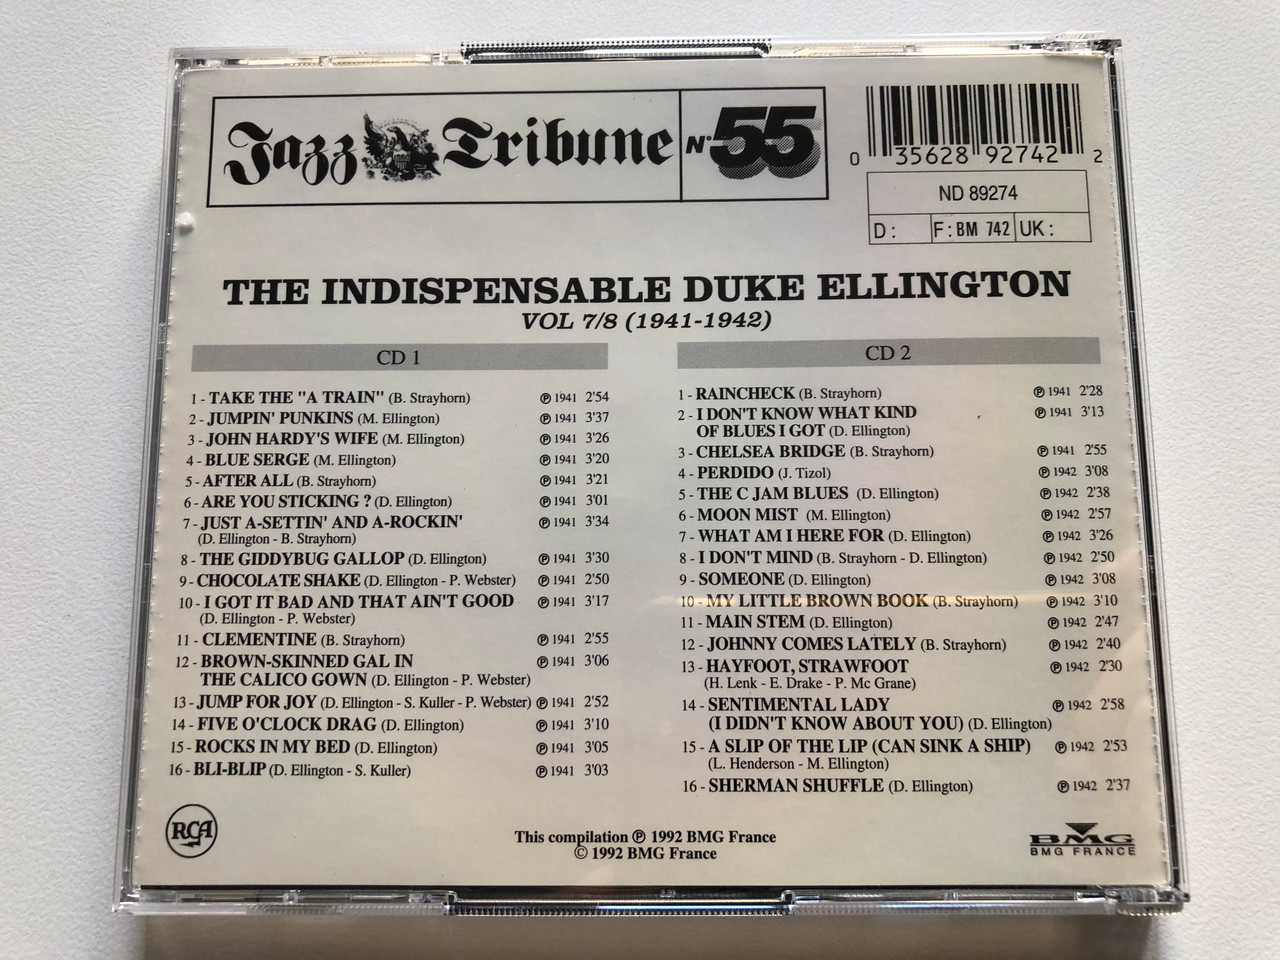 Jazz Tribune N° 55
0 35628 92742 2
ND 89274
D: F: BM 742 UK:
THE INDISPENSABLE DUKE ELLINGTON
VOL 7/8 (1941-1942)
CD 1
1 - TAKE THE "A TRAIN" (B. Strayhorn) ℗ 1941 2'54
2 - JUMPIN' PUNKINS (M. Ellington) ℗ 1941 3'37
3 - JOHN HARDY'S WIFE (M. Ellington) ℗ 1941 3'26
4 - BLUE SERGE (M. Ellington) ℗ 1941 3'20
5 - AFTER ALL (B. Strayhorn) ℗ 1941 3'21
6 - ARE YOU STICKING ? (D. Ellington) ℗ 1941 3'01
7 - JUST A-SETTIN' AND A-ROCKIN' ℗ 1941 3'34
(D. Ellington - B. Strayhorn)
8 - THE GIDDYBUG GALLOP (D. Ellington) ℗ 1941 3'30
9 - CHOCOLATE SHAKE (D. Ellington - P. Webster) ℗ 1941 2'50
10 - I GOT IT BAD AND THAT AIN'T GOOD ℗ 1941 3'17
(D. Ellington - P. Webster)
11 - CLEMENTINE (B. Strayhorn) ℗ 1941 2'55
12 - BROWN-SKINNED GAL IN ℗ 1941 3'06
THE CALICO GOWN (D. Ellington - P. Webster)
13 - JUMP FOR JOY (D. Ellington - S. Kuller - P. Webster) ℗ 1941 2'52
14 - FIVE O'CLOCK DRAG (D. Ellington) ℗ 1941 3'10
15 - ROCKS IN MY BED (D. Ellington) ℗ 1941 3'05
16 - BLI-BLIP (D. Ellington - S. Kuller) ℗ 1941 3'03
CD 2
1 - RAINCHECK (B. Strayhorn) ℗ 1941 2'28
2 - I DON'T KNOW WHAT KIND ℗ 1941 3'13
OF BLUES I GOT (D. Ellington)
3 - CHELSEA BRIDGE (B. Strayhorn) ℗ 1941 2'55
4 - PERDIDO (J. Tizol) ℗ 1942 3'08
5 - THE C JAM BLUES (D. Ellington) ℗ 1942 2'38
6 - MOON MIST (M. Ellington) ℗ 1942 2'57
7 - WHAT AM I HERE FOR (D. Ellington) ℗ 1942 3'26
8 - I DON'T MIND (B. Strayhorn - D. Ellington) ℗ 1942 2'50
9 - SOMEONE (D. Ellington) ℗ 1942 3'08
10 - MY LITTLE BROWN BOOK (B. Strayhorn) ℗ 1942 3'10
11 - MAIN STEM (D. Ellington) ℗ 1942 2'47
12 - JOHNNY COMES LATELY (B. Strayhorn) ℗ 1942 2'40
13 - HAYFOOT, STRAWFOOT ℗ 1942 2'30
(H. Lenk - E. Drake - P. Mc Grane)
14 - SENTIMENTAL LADY ℗ 1942 2'58
(I DIDN'T KNOW ABOUT YOU) (D. Ellington)
15 - A SLIP OF THE LIP (CAN SINK A SHIP) ℗ 1942 2'53
(L. Henderson - M. Ellington)
16 - SHERMAN SHUFFLE (D. Ellington) ℗ 1942 2'37
RCA
This compilation ℗ 1992 BMG France
© 1992 BMG France
BMG
BMG FRANCE